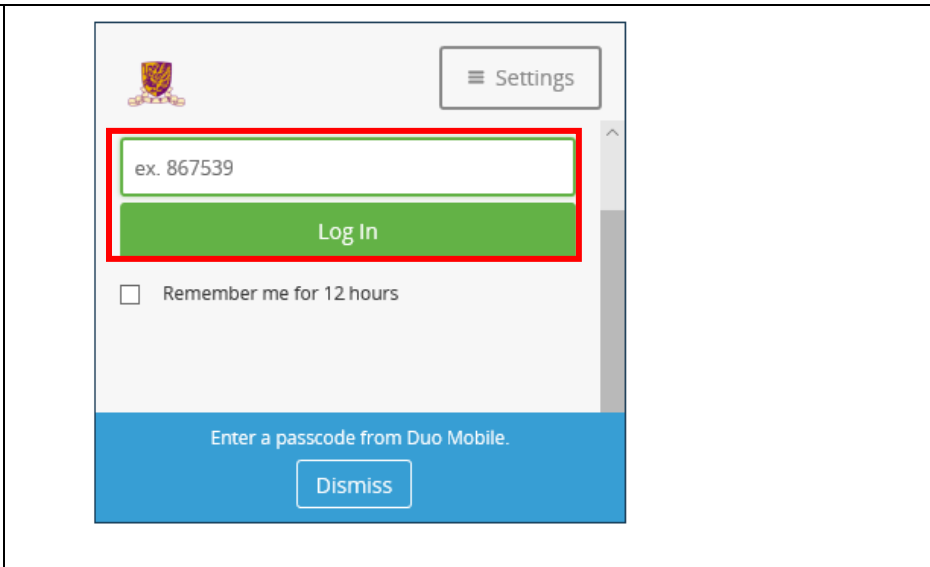 ≡ Settings
ex. 867539
Log In
Remember me for 12 hours
Enter a passcode from Duo Mobile.
Dismiss